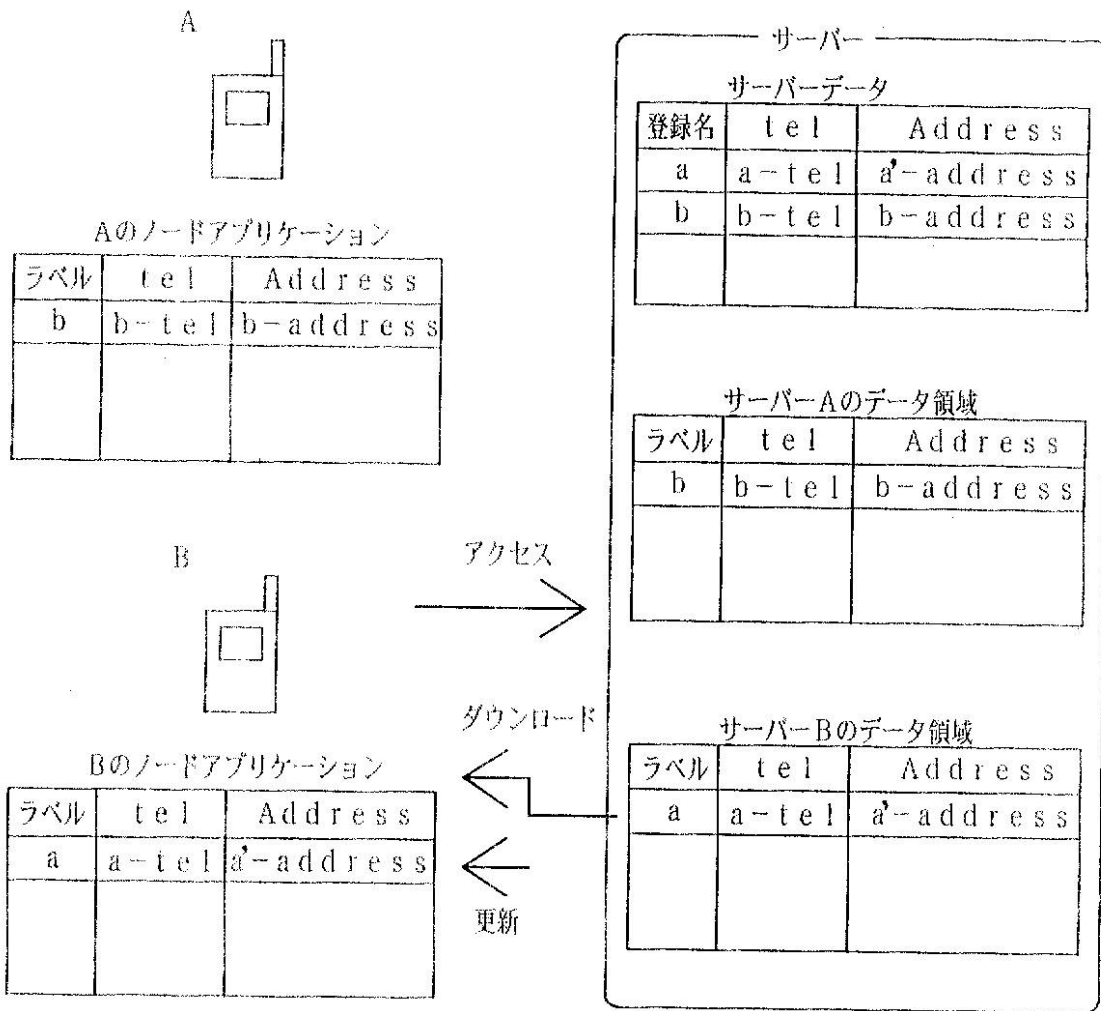 A
Aのノードアプリケーション
ラベル tel Address
b b-tel b-address
B
Bのノードアプリケーション
ラベル tel Address
a a-tel a'-address
アクセス
ダウンロード
更新
サーバー
サーバーデータ
登録名 tel Address
a a-tel a'-address
b b-tel b-address
サーバーAのデータ領域
ラベル tel Address
b b-tel b-address
サーバーBのデータ領域
ラベル tel Address
a a-tel a'-address